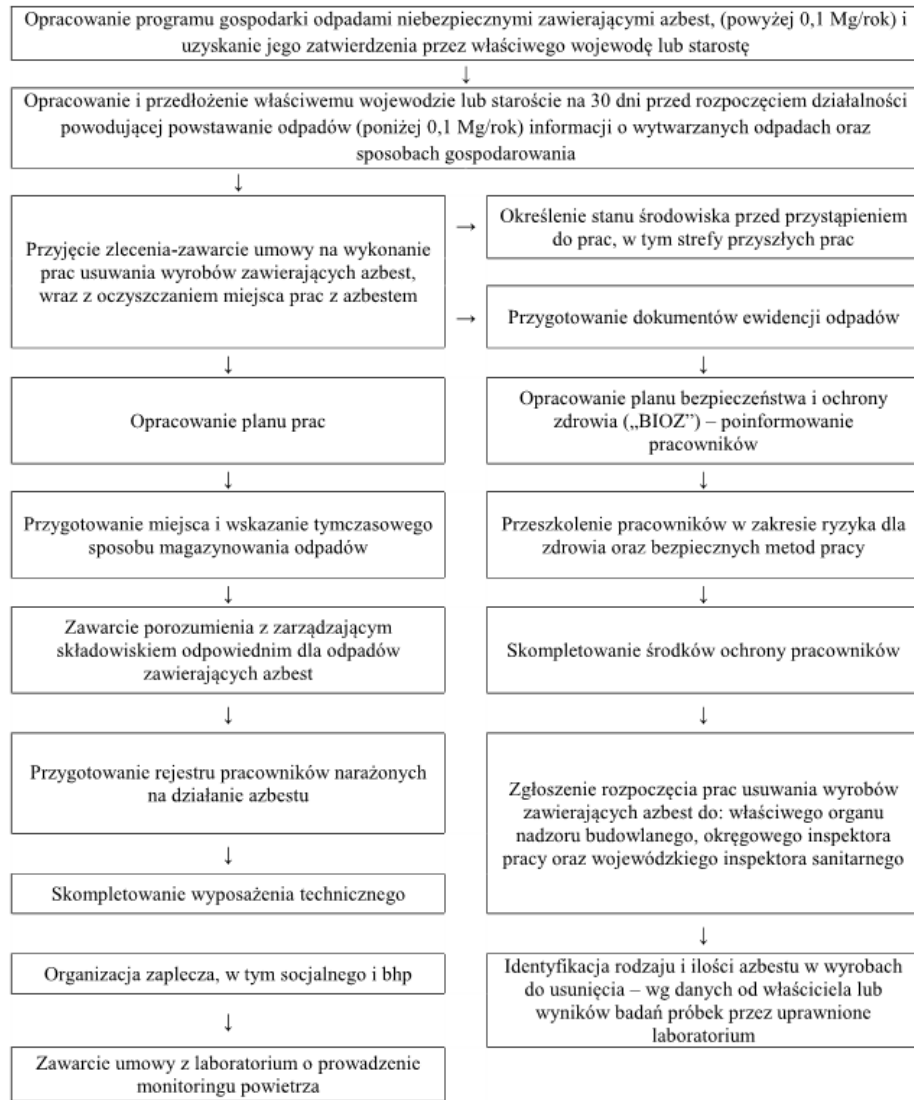 Opracowanie programu gospodarki odpadami niebezpiecznymi zawierającymi azbest, (powyżej 0,1 Mg/rok) i
uzyskanie jego zatwierdzenia przez właściwego wojewodę lub starostę
↓
Opracowanie i przedłożenie właściwemu wojewodzie lub staroście na 30 dni przed rozpoczęciem działalności
powodującej powstawanie odpadów (poniżej 0,1 Mg/rok) informacji o wytwarzanych odpadach oraz
sposobach gospodarowania
↓
Przyjęcie zlecenia-zawarcie umowy na wykonanie
prac usuwania wyrobów zawierających azbest,
wraz z oczyszczaniem miejsca prac z azbestem
→
Określenie stanu środowiska przed przystąpieniem
do prac, w tym strefy przyszłych prac
→
Przygotowanie dokumentów ewidencji odpadów
↓
Opracowanie planu prac
↓
Przygotowanie miejsca i wskazanie tymczasowego
sposobu magazynowania odpadów
↓
Zawarcie porozumienia z zarządzającym
składowiskiem odpowiednim dla odpadów
zawierających azbest
↓
Przygotowanie rejestru pracowników narażonych
na działanie azbestu
↓
Skompletowanie wyposażenia technicznego
Organizacja zaplecza, w tym socjalnego i bhp
↓
Zawarcie umowy z laboratorium o prowadzenie
monitoringu powietrza
↓
Opracowanie planu bezpieczeństwa i ochrony
zdrowia („BIOZ”) – poinformowanie
pracowników
↓
Przeszkolenie pracowników w zakresie ryzyka dla
zdrowia oraz bezpiecznych metod pracy
↓
Skompletowanie środków ochrony pracowników
↓
Zgłoszenie rozpoczęcia prac usuwania wyrobów
zawierających azbest do: właściwego organu
nadzoru budowlanego, okręgowego inspektora
pracy oraz wojewódzkiego inspektora sanitarnego
↓
Identyfikacja rodzaju i ilości azbestu w wyrobach
do usunięcia – wg danych od właściciela lub
wyników badań próbek przez uprawnione
laboratorium